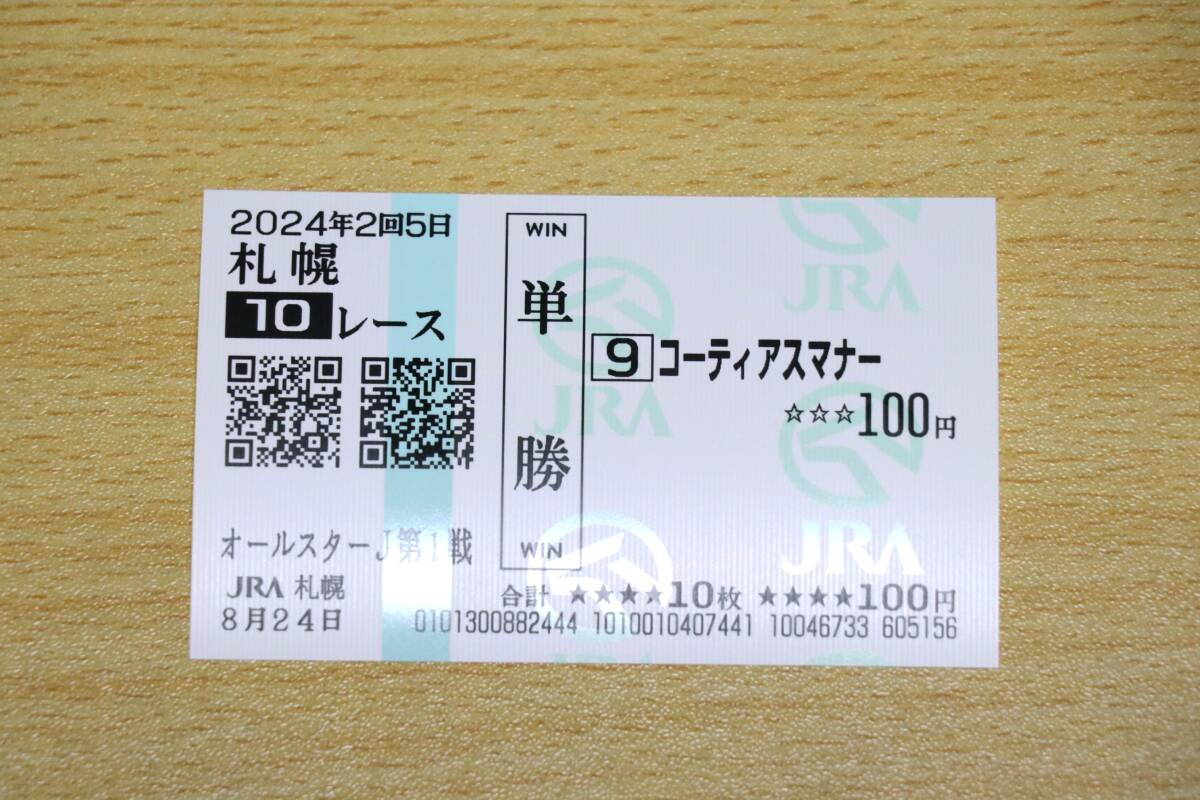 2024年2回5日
札幌
10レース
オールスターJ第1戦
JRA 札幌
8月24日
WIN
単勝
WIN
9 コーティアスマナー
☆☆☆100円
合計 ★★★★10枚 ★★★★100円
0101300882444 1010010407441 10046733 605156
JRA
JRA
JRA